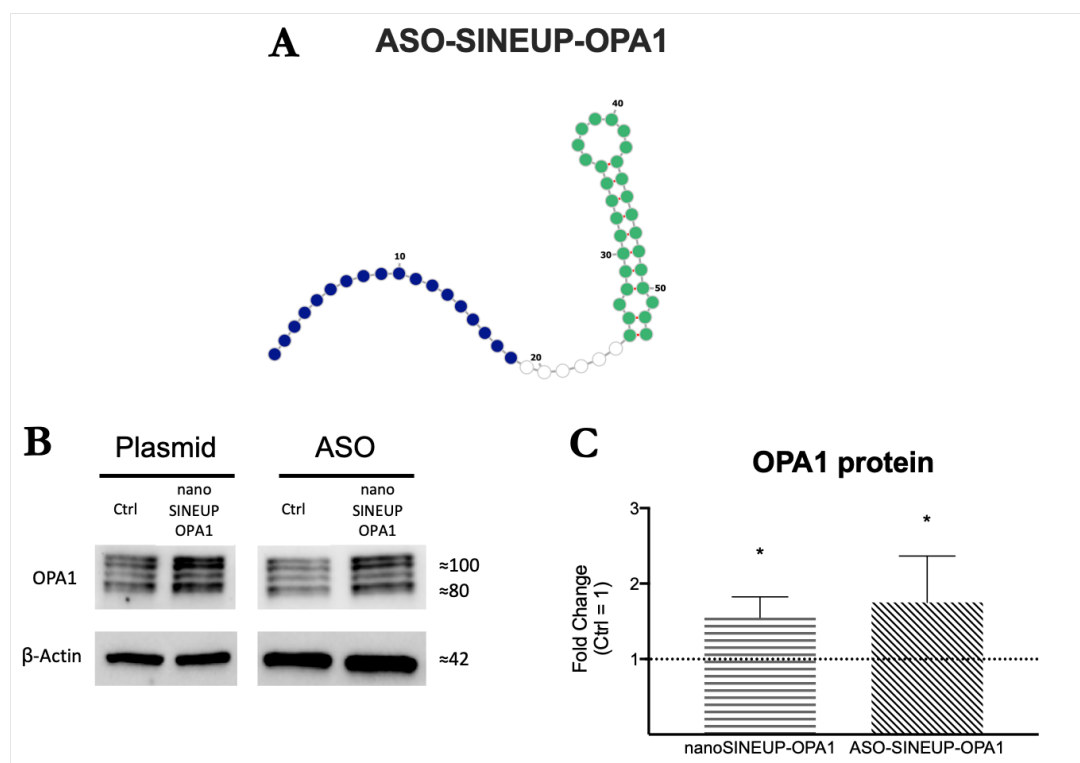 A
ASO-SINEUP-OPA1
40
30
50
10
20
B
Plasmid
ASO
Ctrl
nano
SINEUP
OPA1
Ctrl
nano
SINEUP
OPA1
OPA1
≈100
≈80
β-Actin
≈42
C
OPA1 protein
Fold Change
(Ctrl = 1)
3
2
1
*
*
nanoSINEUP-OPA1
ASO-SINEUP-OPA1